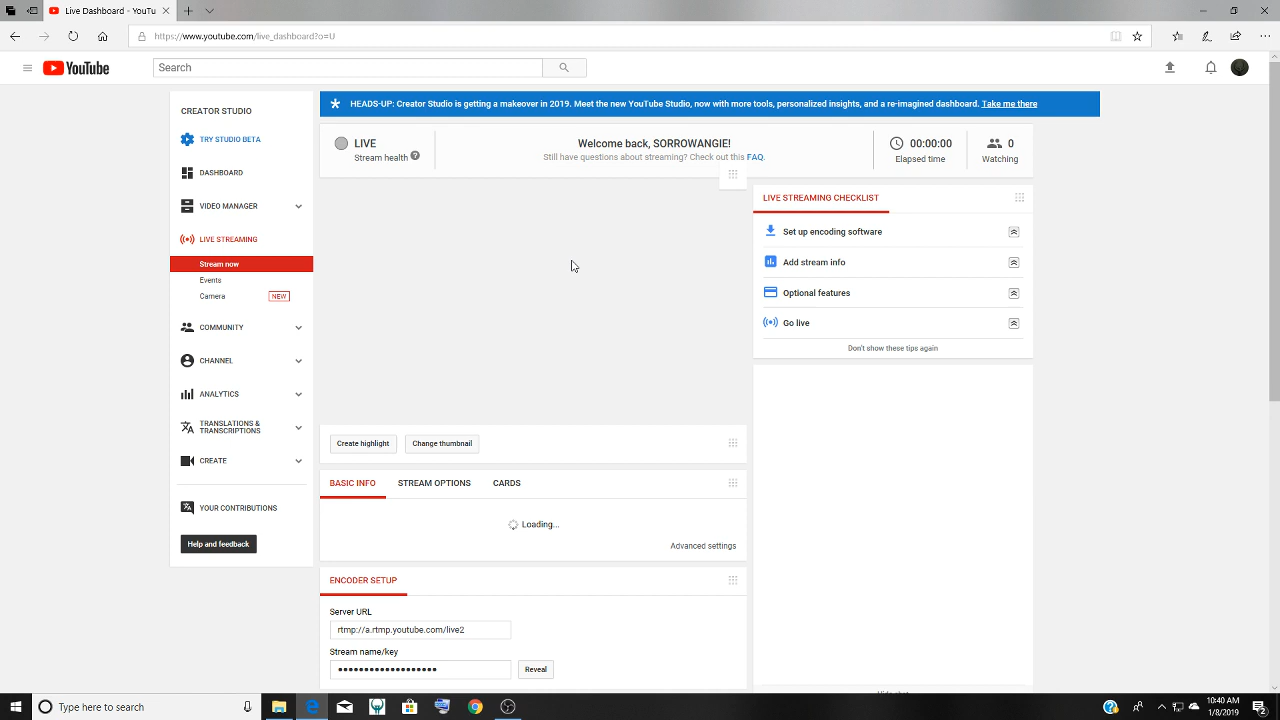 Live Dashboard - YouTu
https://www.youtube.com/live_dashboard?o=U
YouTube
Search
CREATOR STUDIO
TRY STUDIO BETA
DASHBOARD
VIDEO MANAGER
LIVE STREAMING
Stream now
Events
Camera NEW
COMMUNITY
CHANNEL
ANALYTICS
TRANSLATIONS &
TRANSCRIPTIONS
CREATE
YOUR CONTRIBUTIONS
Help and feedback
HEADS-UP: Creator Studio is getting a makeover in 2019. Meet the new YouTube Studio, now with more tools, personalized insights, and a re-imagined dashboard. Take me there
LIVE
Stream health ?
Welcome back, SORROWANGIE!
Still have questions about streaming? Check out this FAQ.
00:00:00
Elapsed time
0
Watching
Create highlight Change thumbnail
BASIC INFO STREAM OPTIONS CARDS
Loading...
Advanced settings
ENCODER SETUP
Server URL
rtmp://a.rtmp.youtube.com/live2
Stream name/key
•••••••••••••••••• Reveal
LIVE STREAMING CHECKLIST
Set up encoding software
Add stream info
Optional features
Go live
Don't show these tips again
Hide chat
Type here to search
10:40 AM
1/8/2019